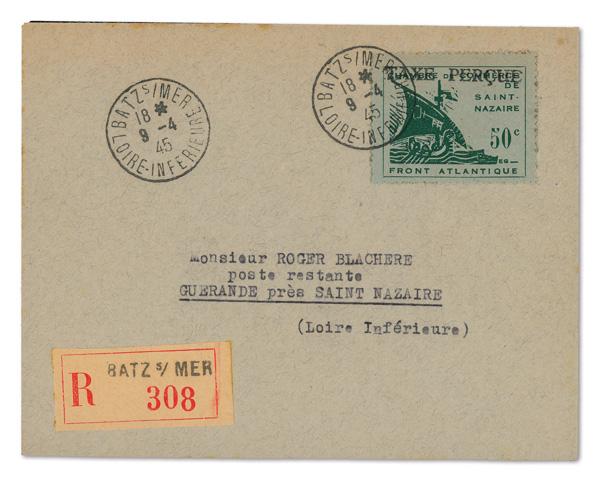 BATZ S/ MER
18 *
9 -4
45
LOIRE-INFERIEURE
BATZ S/ MER
18 *
9 -4
45
LOIRE-INFERIEURE
TAXE PERÇUE
CHAMBRE DE COMMERCE
DE
SAINT-
NAZAIRE
50c
EG
FRONT ATLANTIQUE
Monsieur ROGER BLACHERE
poste restante
GUERANDE près SAINT NAZAIRE
(Loire Inférieure)
BATZ s/ MER
R 308